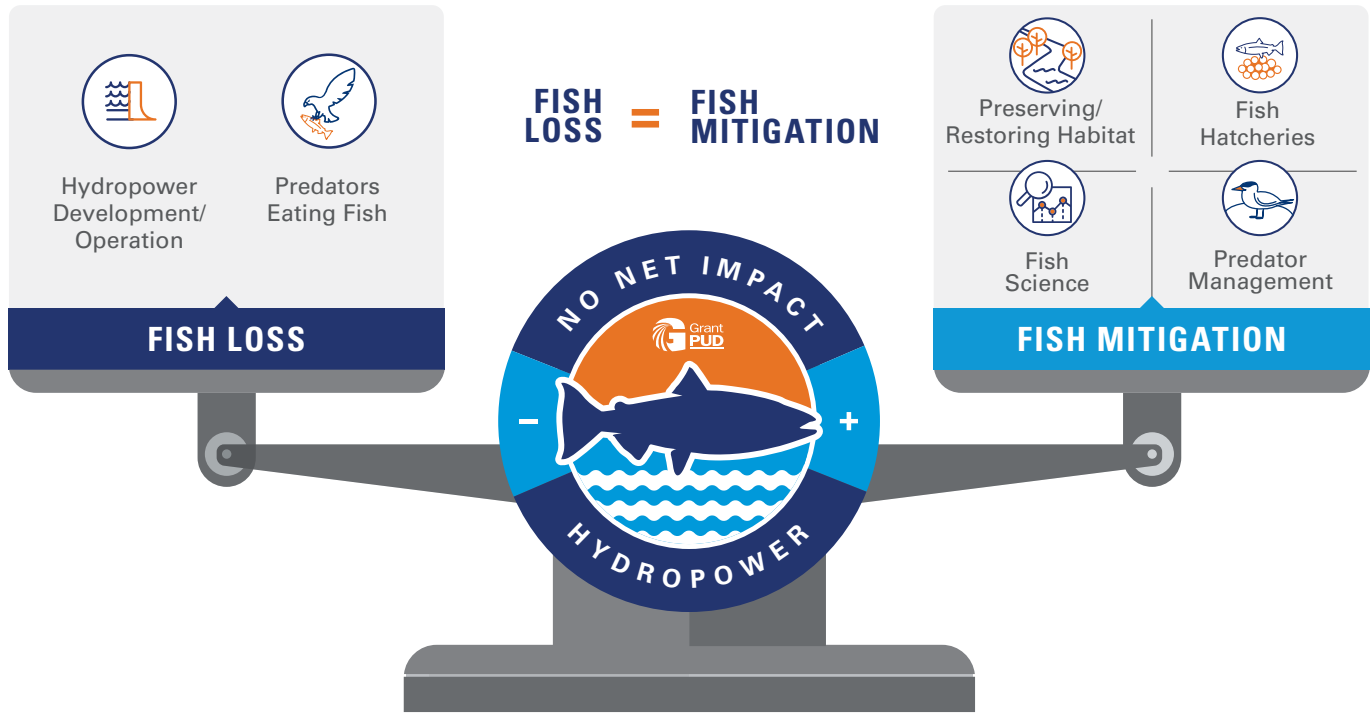 Hydropower
Development/
Operation
Predators
Eating Fish
FISH LOSS
FISH
LOSS
=
FISH
MITIGATION
NO NET IMPACT
Grant
PUD
–
+
HYDROPOWER
Preserving/
Restoring Habitat
Fish
Hatcheries
Fish
Science
Predator
Management
FISH MITIGATION